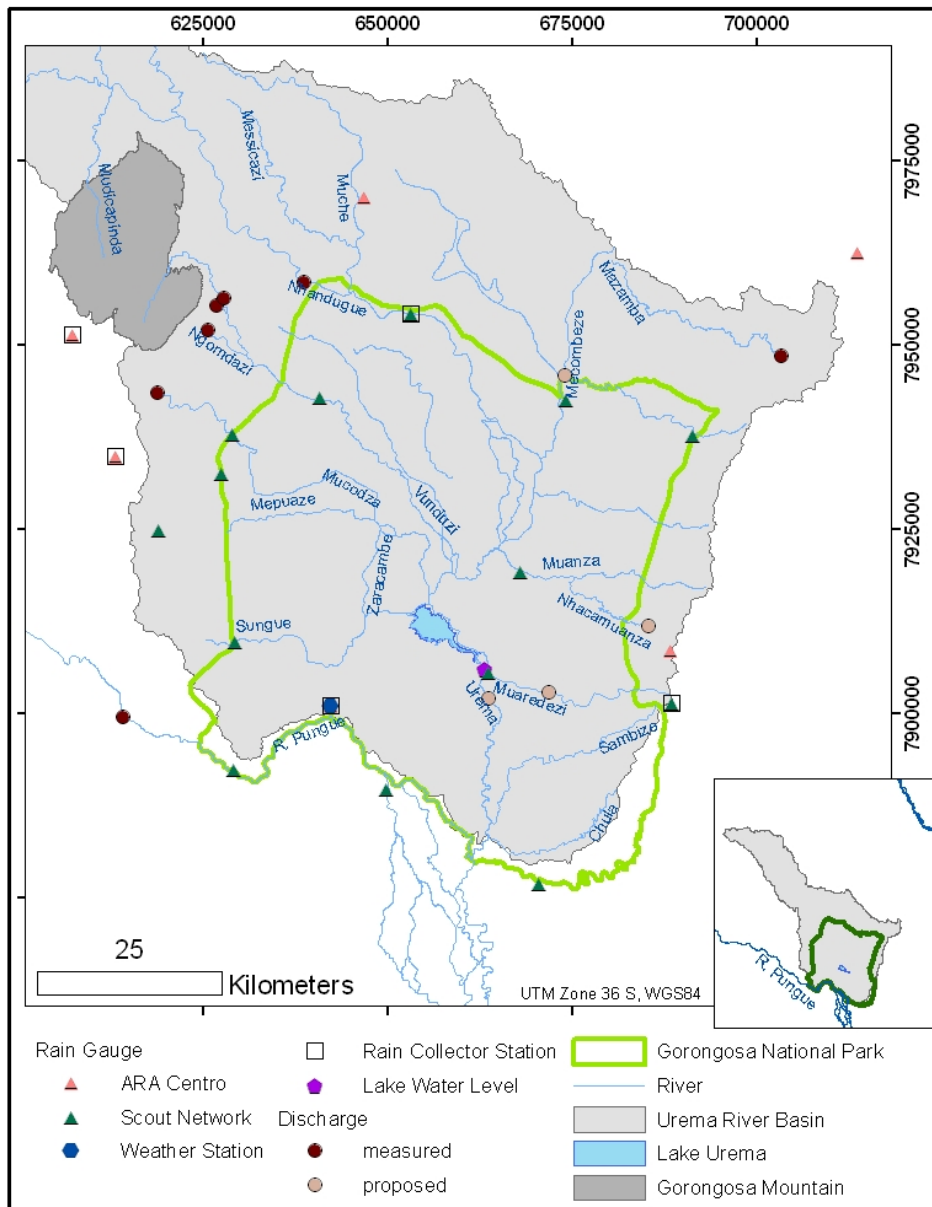 625000 650000 675000 700000
7975000
7950000
7925000
7900000
Mudicapinda
Messicazi
Muche
Nhandugue
Mazamba
Mecombeze
Ngomdazi
Mucodza
Mepuaze
Vunduzi
Zaracambe
Muanza
Nhacamuanza
Sungue
Muaredezi
Urema
R. Pungue
Sambize
Chula
25
Kilometers
UTM Zone 36 S, WGS84
R. Pungue
Rain Gauge
ARA Centro
Scout Network
Weather Station
Rain Collector Station
Lake Water Level
Discharge
measured
proposed
Gorongosa National Park
River
Urema River Basin
Lake Urema
Gorongosa Mountain